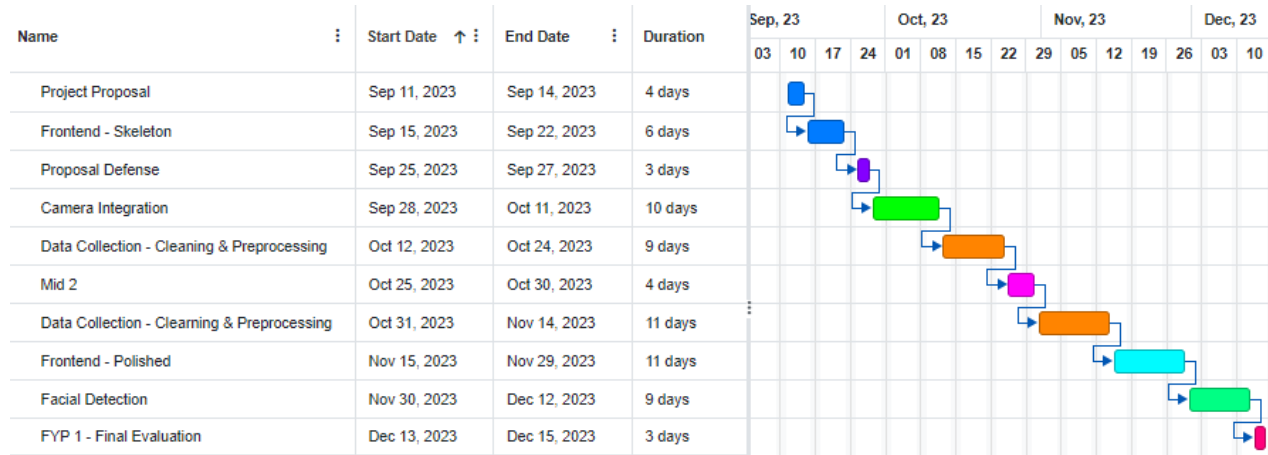 Sep, 23 Oct, 23 Nov, 23 Dec, 23
Name Start Date End Date Duration
03 10 17 24 01 08 15 22 29 05 12 19 26 03 10
Project Proposal Sep 11, 2023 Sep 14, 2023 4 days
Frontend - Skeleton Sep 15, 2023 Sep 22, 2023 6 days
Proposal Defense Sep 25, 2023 Sep 27, 2023 3 days
Camera Integration Sep 28, 2023 Oct 11, 2023 10 days
Data Collection - Cleaning & Preprocessing Oct 12, 2023 Oct 24, 2023 9 days
Mid 2 Oct 25, 2023 Oct 30, 2023 4 days
Data Collection - Clearning & Preprocessing Oct 31, 2023 Nov 14, 2023 11 days
Frontend - Polished Nov 15, 2023 Nov 29, 2023 11 days
Facial Detection Nov 30, 2023 Dec 12, 2023 9 days
FYP 1 - Final Evaluation Dec 13, 2023 Dec 15, 2023 3 days